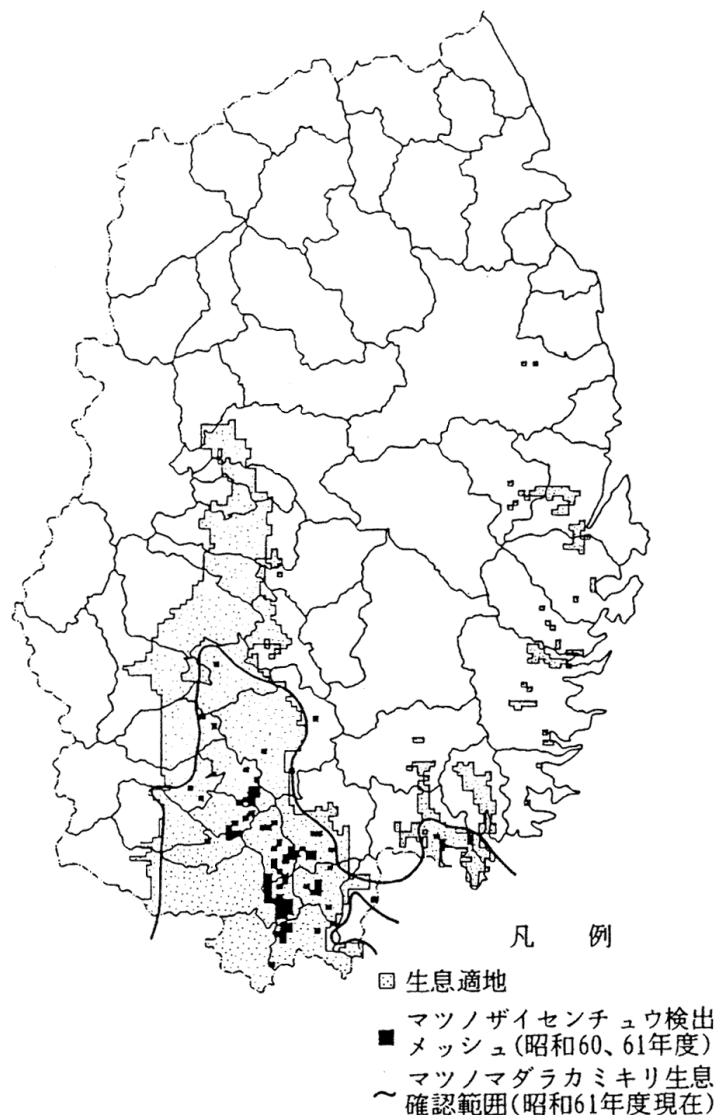 凡 例
生息適地
マツノザイセンチュウ検出
メッシュ(昭和60、61年度)
マツノマダラカミキリ生息
確認範囲(昭和61年度現在)